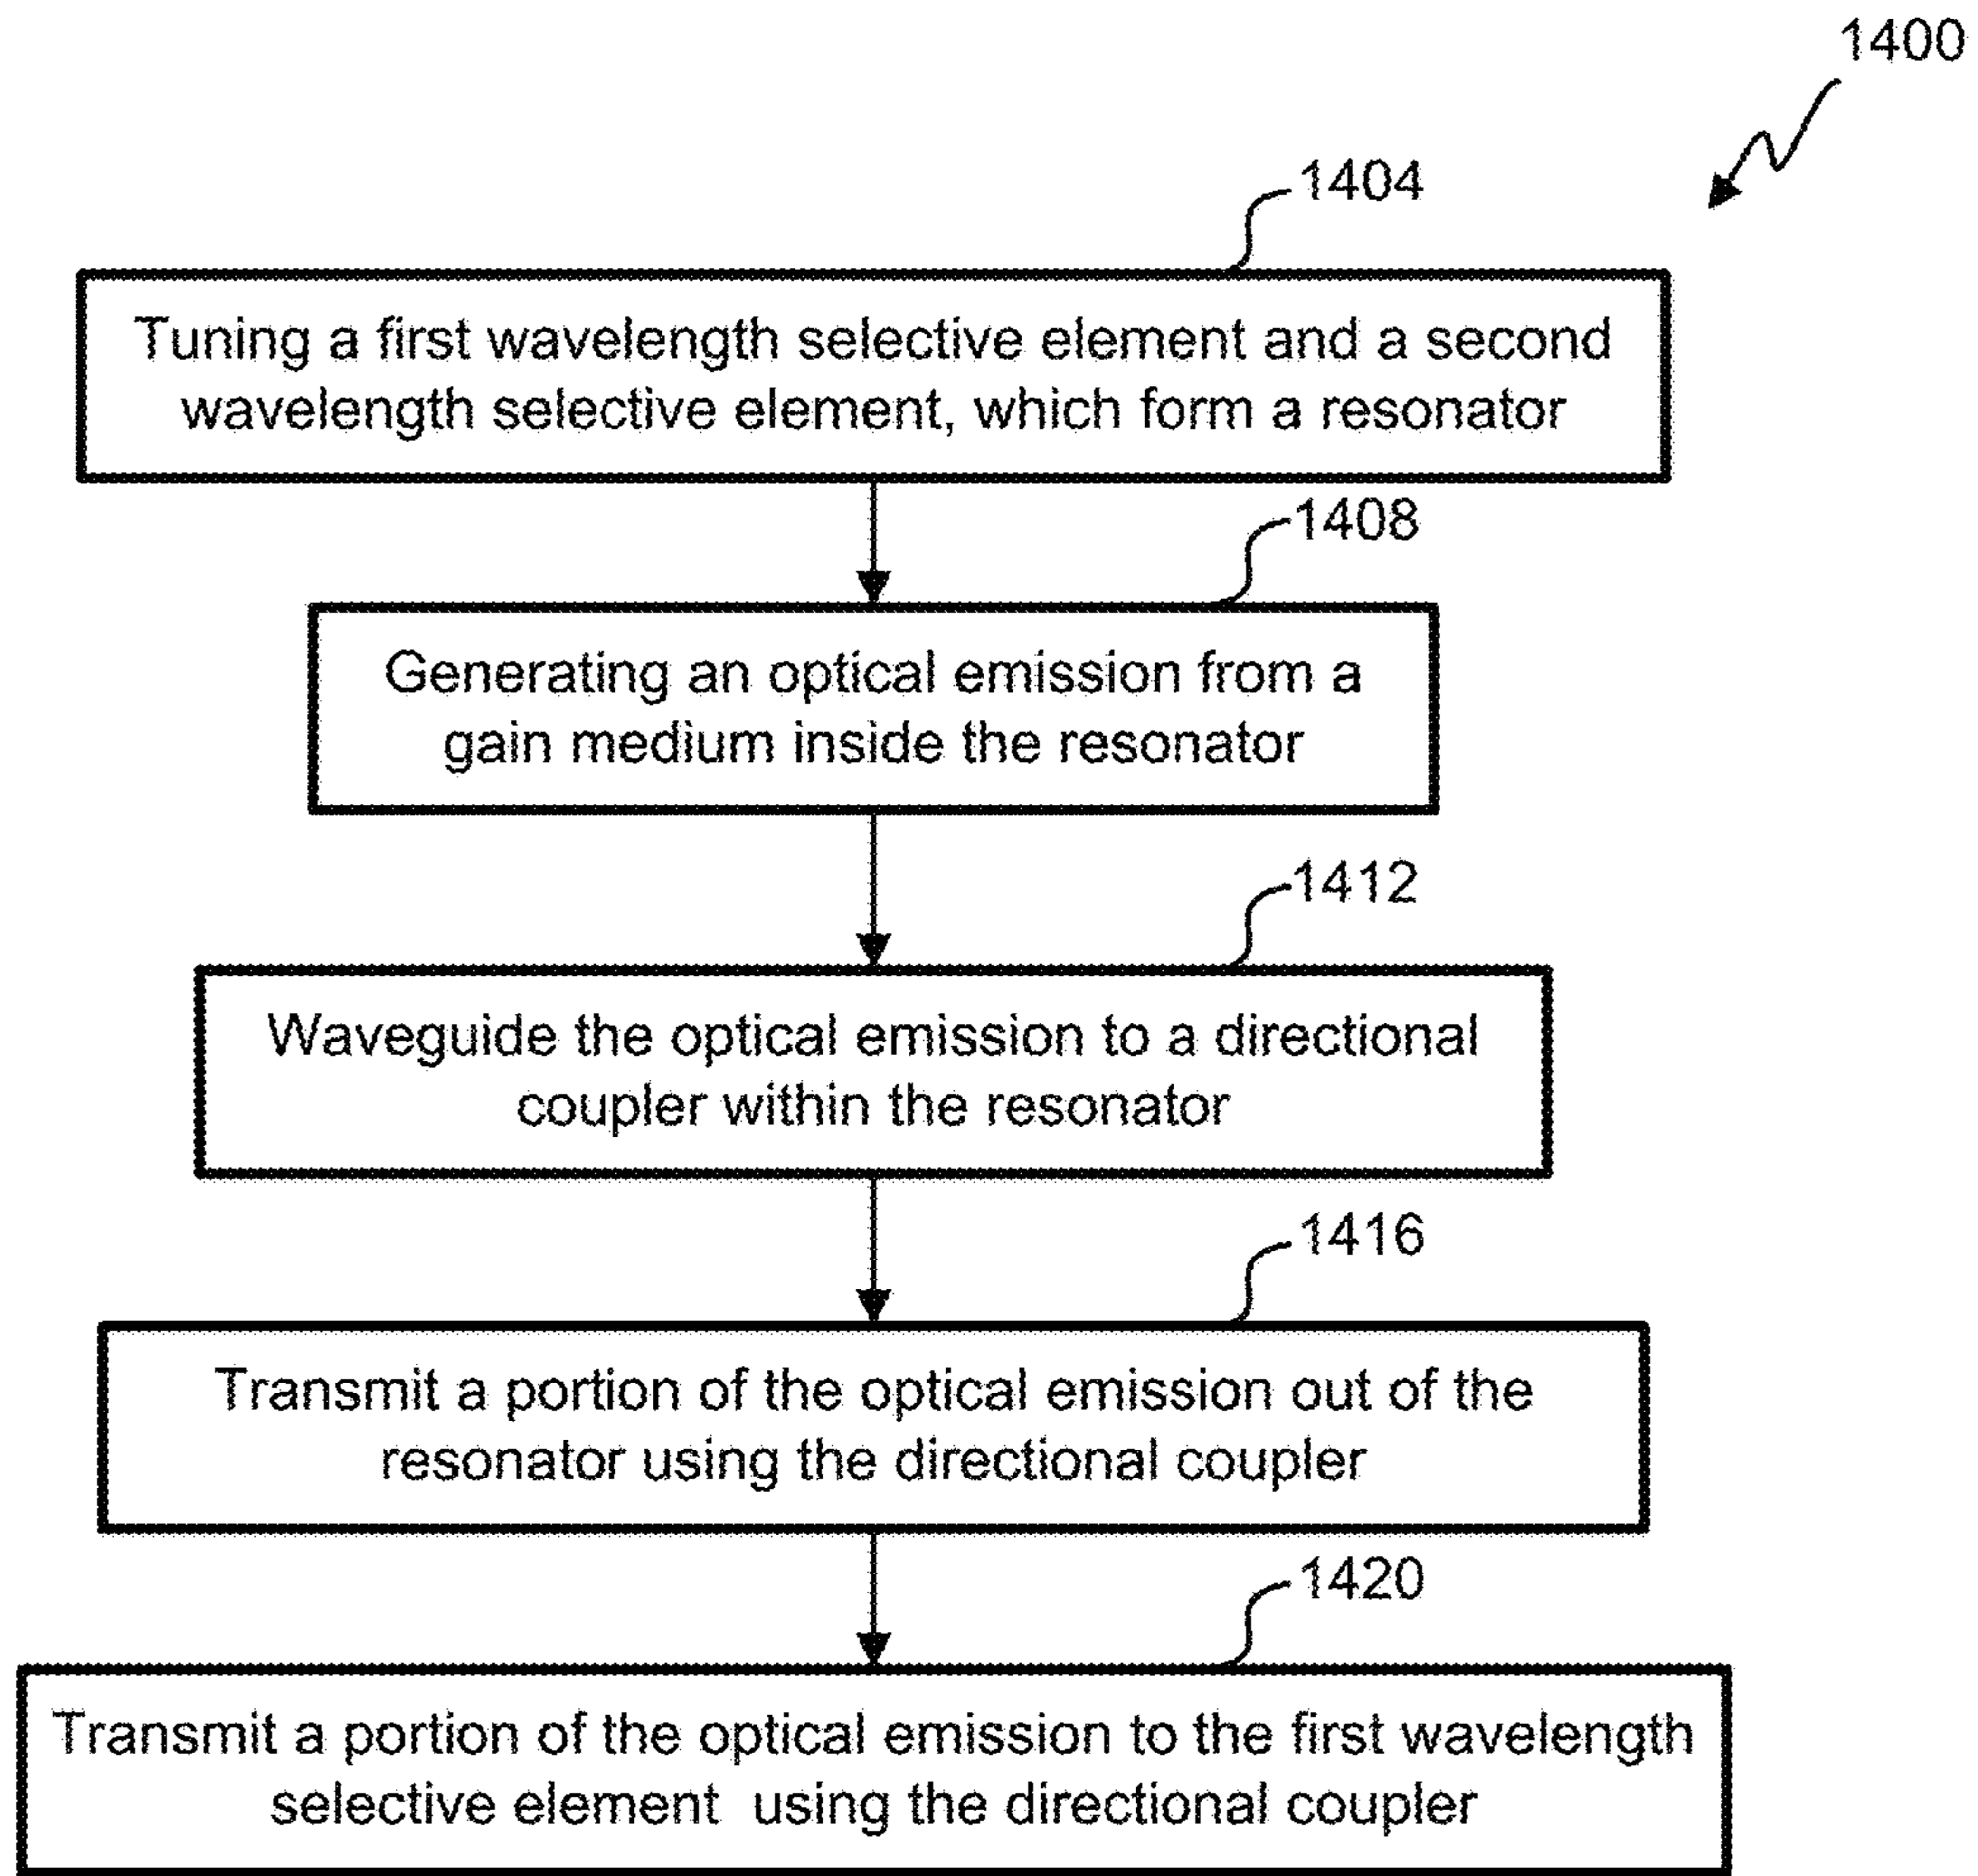 1400
1404
Tuning a first wavelength selective element and a second
wavelength selective element, which form a resonator
1408
Generating an optical emission from a
gain medium inside the resonator
1412
Waveguide the optical emission to a directional
coupler within the resonator
1416
Transmit a portion of the optical emission out of the
resonator using the directional coupler
1420
Transmit a portion of the optical emission to the first wavelength
selective element using the directional coupler